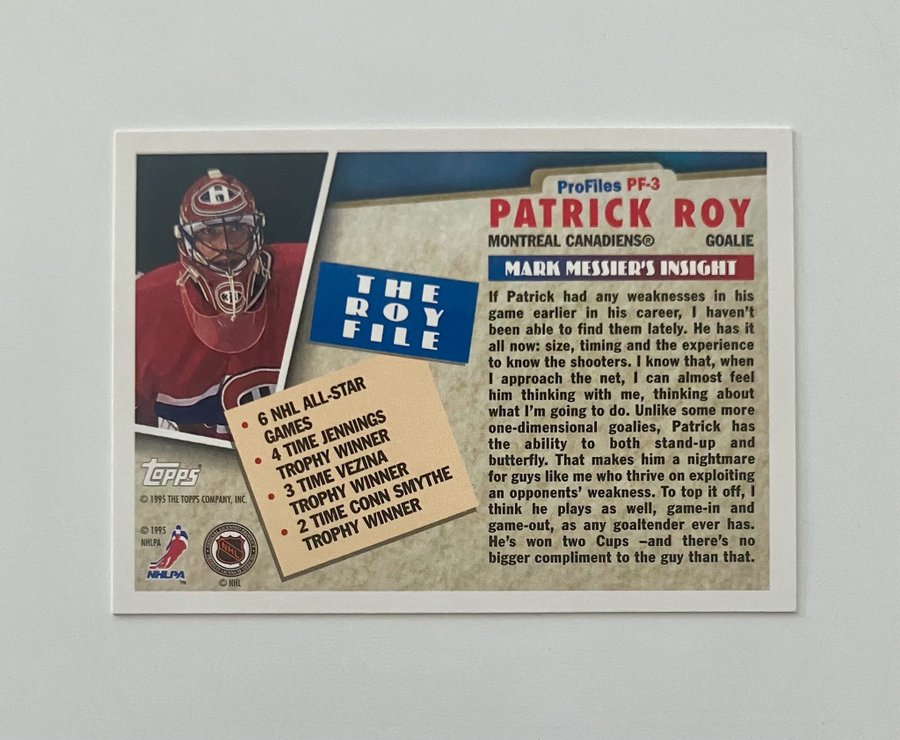 ProFiles PF-3
PATRICK ROY
MONTREAL CANADIENS® GOALIE
MARK MESSIER'S INSIGHT
If Patrick had any weaknesses in his
game earlier in his career, I haven't
been able to find them lately. He has it
all now: size, timing and the experience
to know the shooters. I know that, when
I approach the net, I can almost feel
him thinking with me, thinking about
what I'm going to do. Unlike some more
one-dimensional goalies, Patrick has
the ability to both stand-up and
butterfly. That makes him a nightmare
for guys like me who thrive on exploiting
an opponents' weakness. To top it off, I
think he plays as well, game-in and
game-out, as any goaltender ever has.
He's won two Cups –and there's no
bigger compliment to the guy than that.
THE
ROY
FILE
• 6 NHL ALL-STAR
GAMES
• 4 TIME JENNINGS
TROPHY WINNER
• 3 TIME VEZINA
TROPHY WINNER
• 2 TIME CONN SMYTHE
TROPHY WINNER
topps
© 1995 THE TOPPS COMPANY, INC.
© 1995
NHLPA
NHLPA
NHL
© NHL